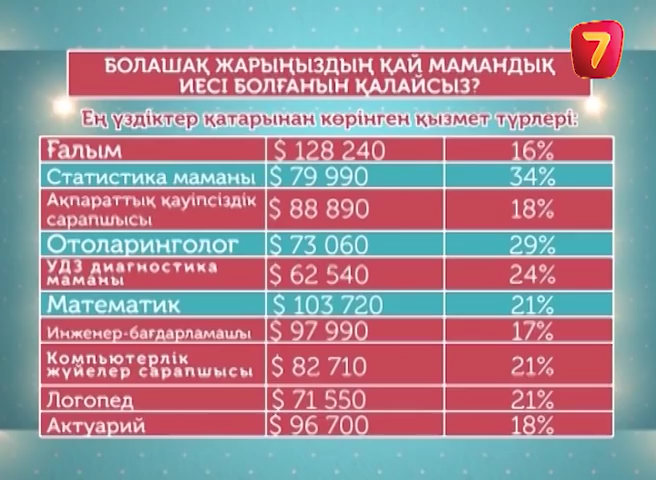 7
БОЛАШАҚ ЖАРЫҢЫЗДЫҢ ҚАЙ МАМАНДЫҚ
ИЕСІ БОЛҒАНЫН ҚАЛАЙСЫЗ?
Ең үздіктер қатарынан көрінген қызмет түрлері:
Ғалым $ 128 240 16%
Статистика маманы $ 79 990 34%
Ақпараттық қауіпсіздік
сарапшысы $ 88 890 18%
Отоларинголог $ 73 060 29%
УДЗ диагностика
маманы $ 62 540 24%
Математик $ 103 720 21%
Инженер-бағдарламашы $ 97 990 17%
Компьютерлік
жүйелер сарапшысы $ 82 710 21%
Логопед $ 71 550 21%
Актуарий $ 96 700 18%